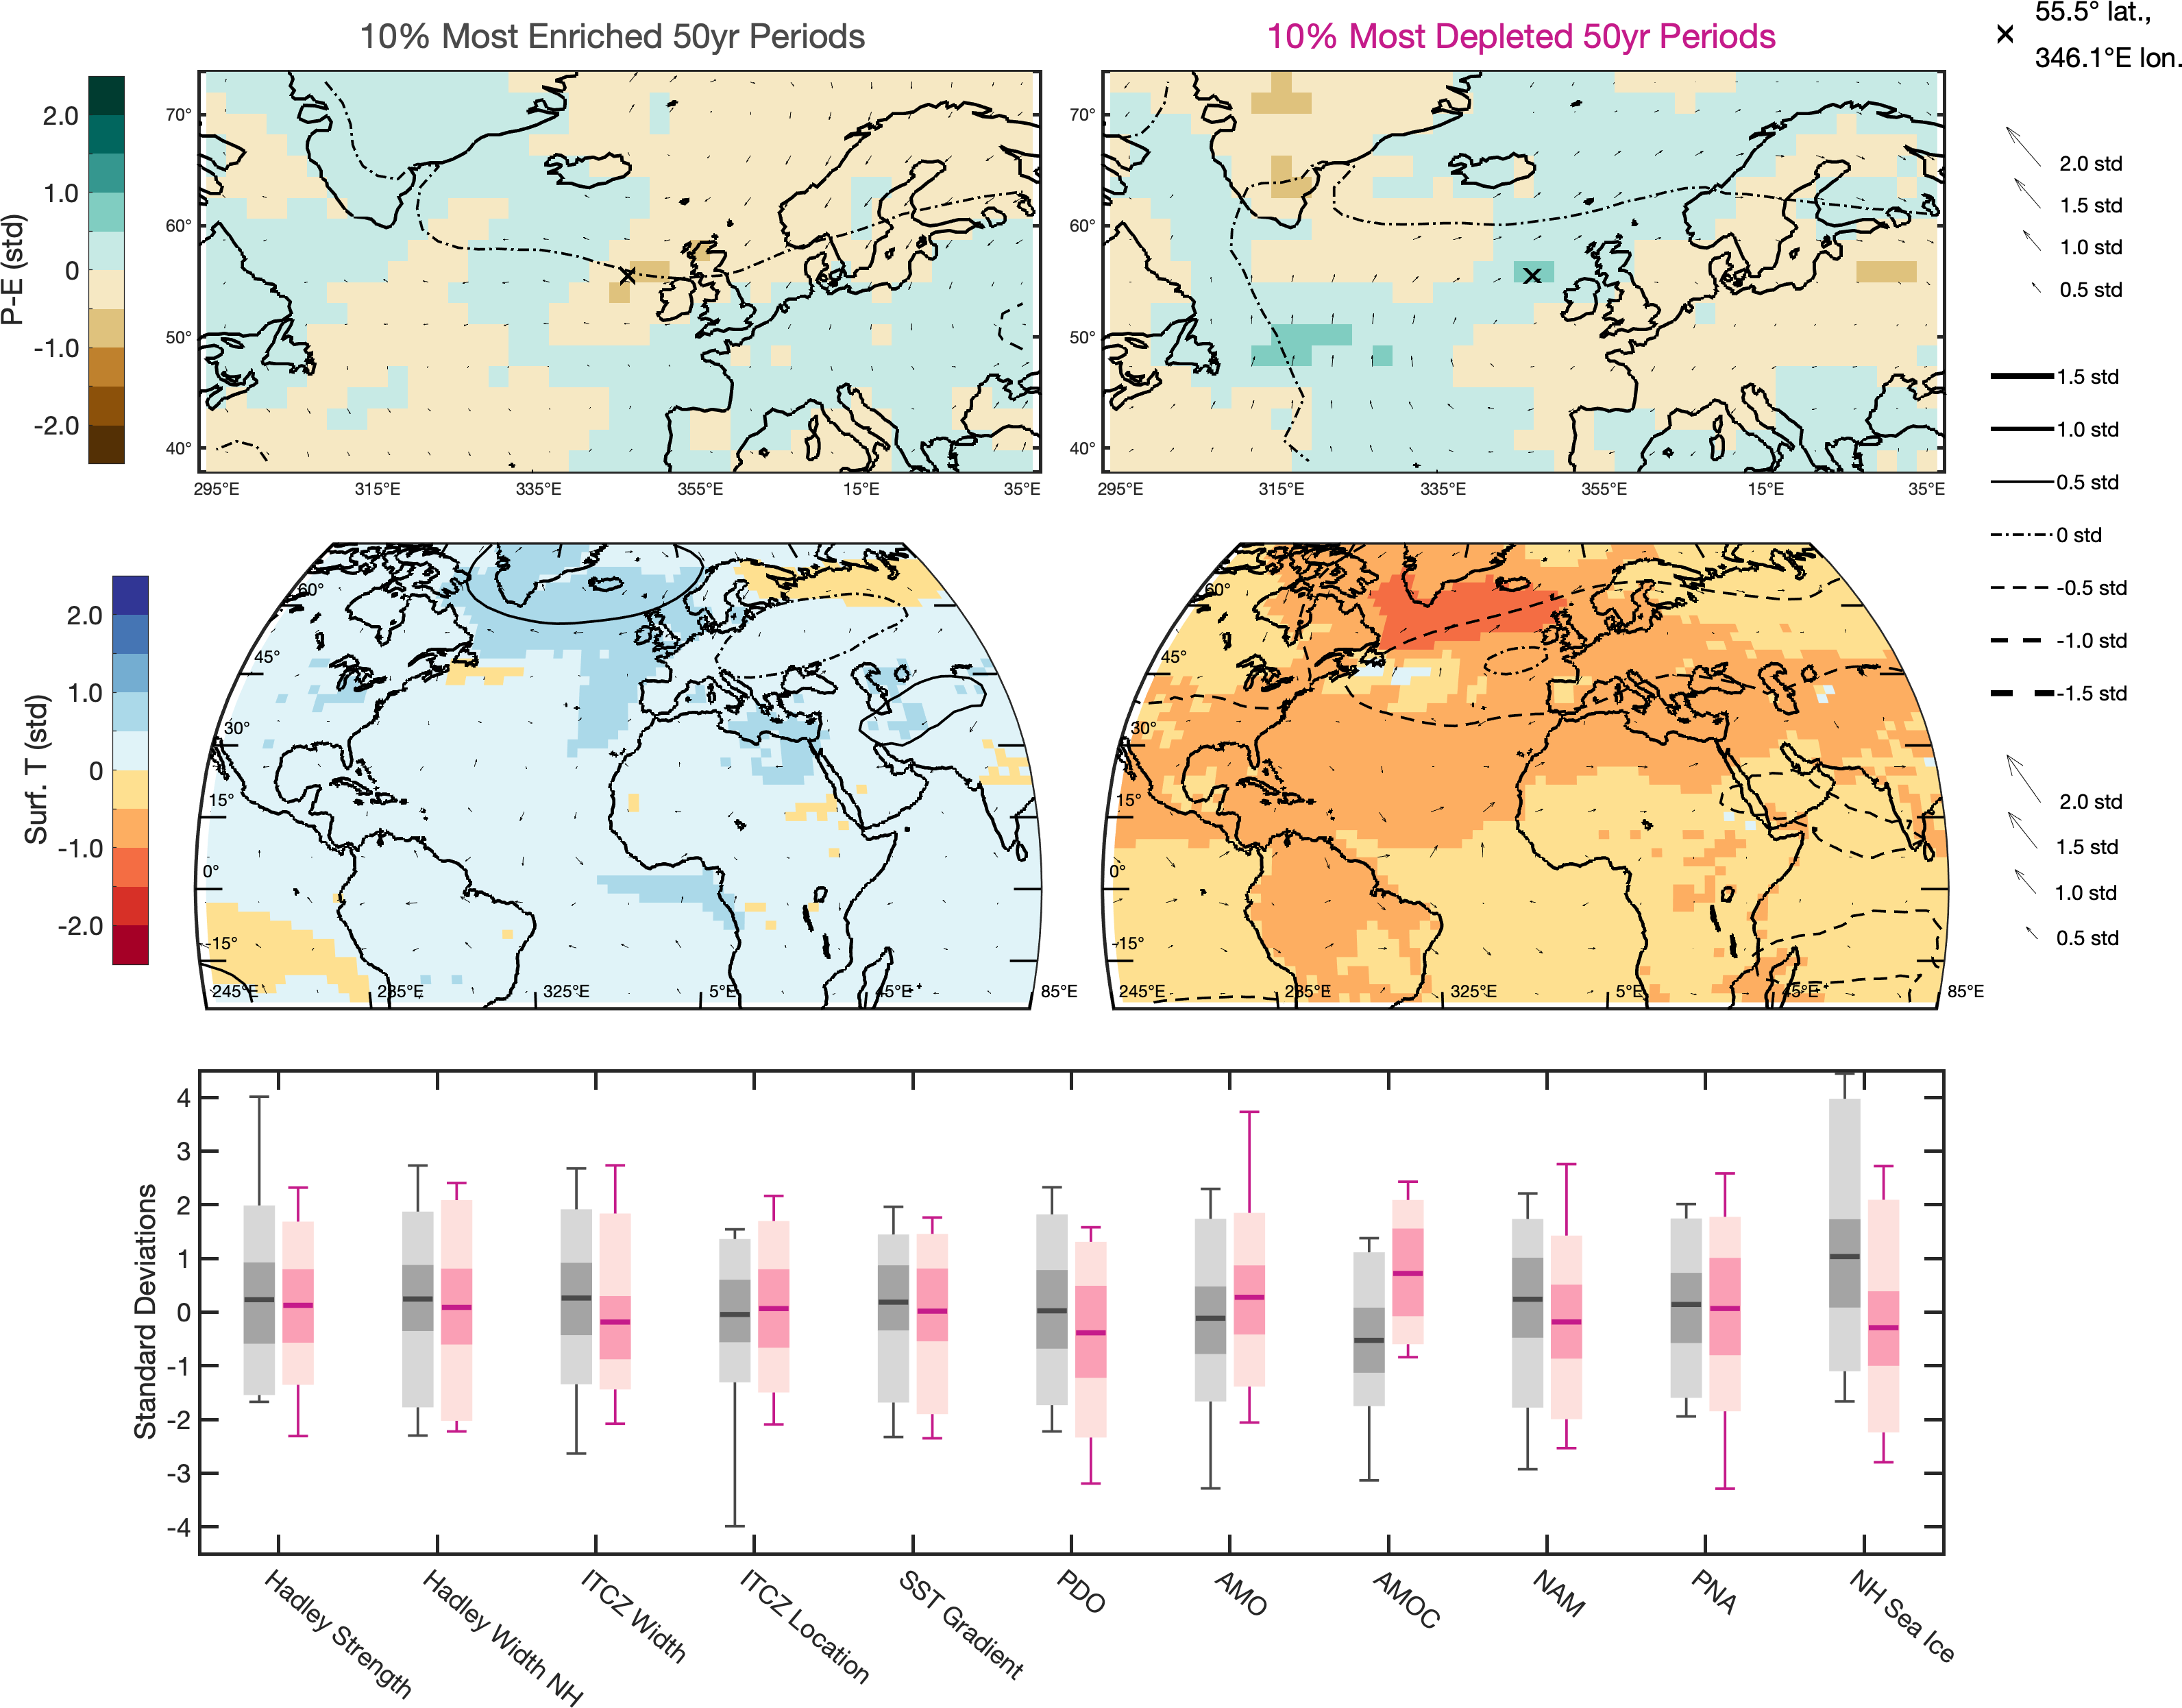 10% Most Enriched 50yr Periods
10% Most Depleted 50yr Periods
55.5° lat.,
346.1°E lon.
P-E (std)
2.0
1.0
0
-1.0
-2.0
70°
60°
50°
40°
295°E
315°E
335°E
355°E
15°E
35°E
70°
60°
50°
40°
295°E
315°E
335°E
355°E
15°E
35°E
2.0 std
1.5 std
1.0 std
0.5 std
1.5 std
1.0 std
0.5 std
0 std
-0.5 std
-1.0 std
-1.5 std
Surf. T (std)
2.0
1.0
0
-1.0
-2.0
60°
45°
30°
15°
0°
-15°
245°E
285°E
325°E
5°E
45°E
85°E
60°
45°
30°
15°
0°
-15°
245°E
285°E
325°E
5°E
45°E
85°E
2.0 std
1.5 std
1.0 std
0.5 std
Standard Deviations
4
3
2
1
0
-1
-2
-3
-4
Hadley Strength
Hadley Width NH
ITCZ Width
ITCZ Location
SST Gradient
PDO
AMO
AMOC
NAM
PNA
NH Sea Ice